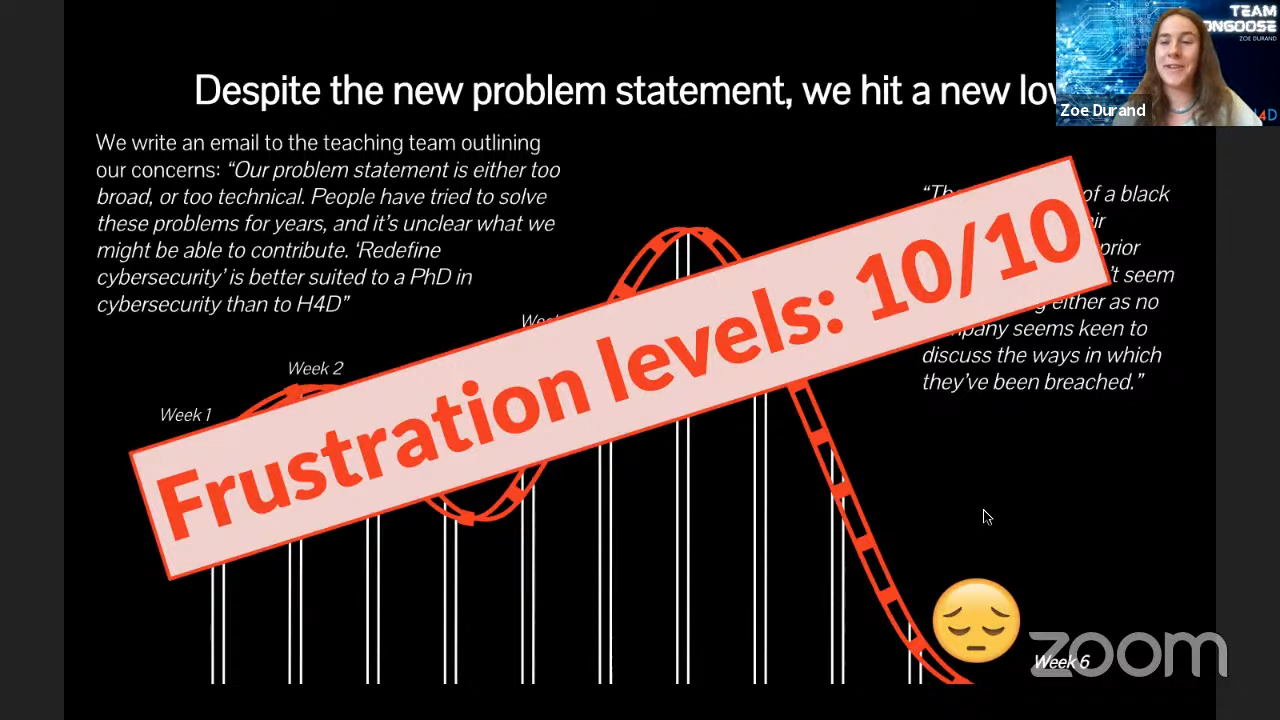 TEAM
ONGOOSE
ZOE DURAND
Zoe Durand
4D
Despite the new problem statement, we hit a new lo
We write an email to the teaching team outlining
our concerns: “Our problem statement is either too
broad, or too technical. People have tried to solve
these problems for years, and it’s unclear what we
might be able to contribute. ‘Redefine
cybersecurity’ is better suited to a PhD in
cybersecurity than to H4D”
of a black
prior
seem
either as no
seems keen to
discuss the ways in which
they’ve been breached.”
Week 2
Week 1
Frustration levels: 10/10
Week 6
zoom